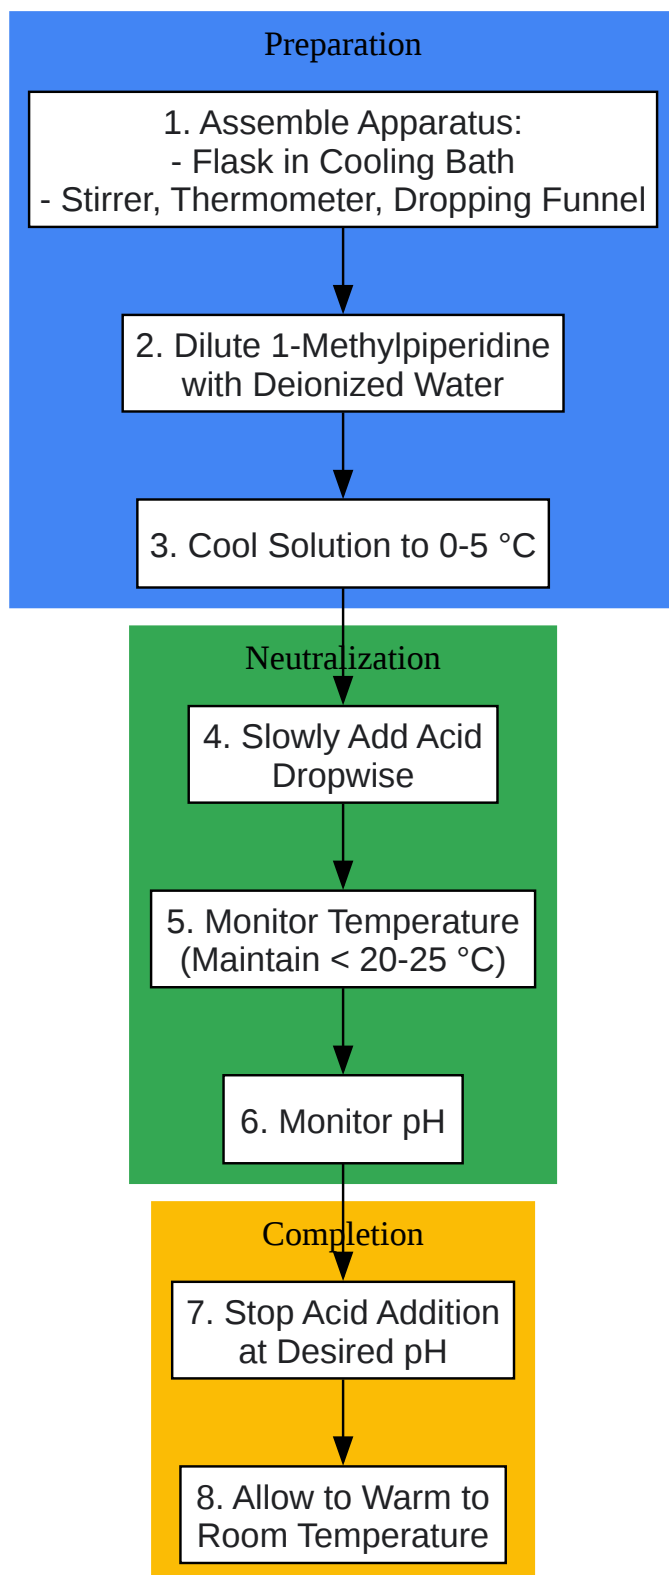 Preparation
1. Assemble Apparatus:
- Flask in Cooling Bath
- Stirrer, Thermometer, Dropping Funnel
2. Dilute 1-Methylpiperidine
with Deionized Water
3. Cool Solution to 0-5 °C
Neutralization
4. Slowly Add Acid
Dropwise
5. Monitor Temperature
(Maintain < 20-25 °C)
6. Monitor pH
Completion
7. Stop Acid Addition
at Desired pH
8. Allow to Warm to
Room Temperature